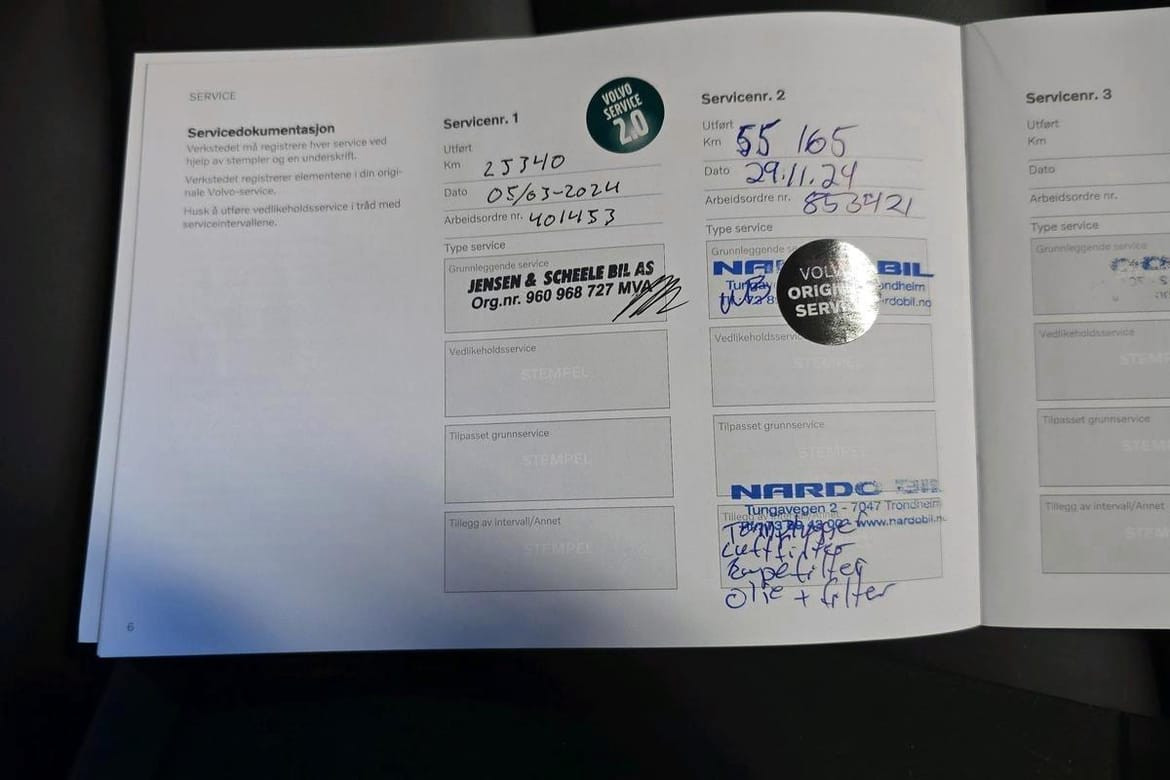 SERVICE
Servicedokumentasjon
Verkstedet må registrere hver service ved
hjelp av stempler og en underskrift.
Verkstedet registrerer elementene i din origi-
nale Volvo-service.
Husk å utføre vedlikeholdsservice i tråd med
serviceintervallene.
6
Servicenr. 1
VOLVO
SERVICE
2.0
Utført
Km 25340
Dato 05/03-2024
Arbeidsordre nr. 401453
Type service
Grunnleggende service
JENSEN & SCHEELE BIL AS
Org.nr. 960 968 727 MVA
Vedlikeholdsservice
STEMPEL
Tilpasset grunnservice
STEMPEL
Tillegg av intervall/Annet
STEMPEL
Servicenr. 2
Utført
Km 55 165
Dato 29.11.24
Arbeidsordre nr. 853421
Type service
Grunnleggende
BIL
VOLVO
ORIGINAL
SERVICE
Vedlikeholdsservice
STEMPEL
Tilpasset grunnservice
STEMPEL
NARDO BIL
Tungavegen 2 - 7047 Trondheim
www.nardobil.no
Tillegg av
Luftfilter
Kupefilter
Olie + filter
Servicenr. 3
Utført
Km
Dato
Arbeidsordre nr.
Type service
Grunnleggende service
Vedlikeholdsservice
Tilpasset grunnservice
Tillegg av intervall/Annet